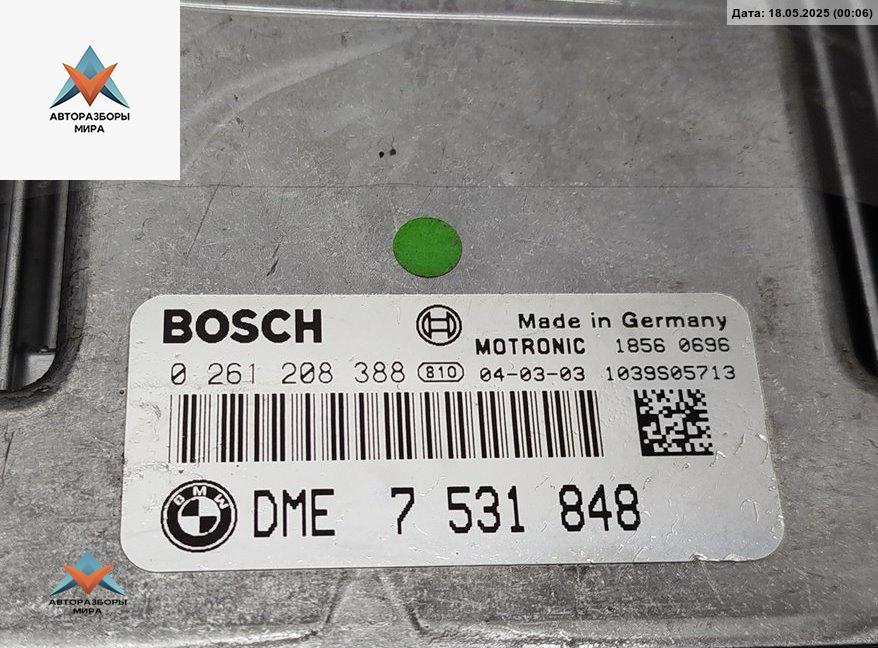 Дата: 18.05.2025 (00:06)
АВТОРАЗБОРЫ
МИРА
BOSCH
Made in Germany
MOTRONIC 1856 0696
0 261 208 388 810 04-03-03 1039S05713
BMW
DME 7 531 848
АВТОРАЗБОРЫ
МИРА